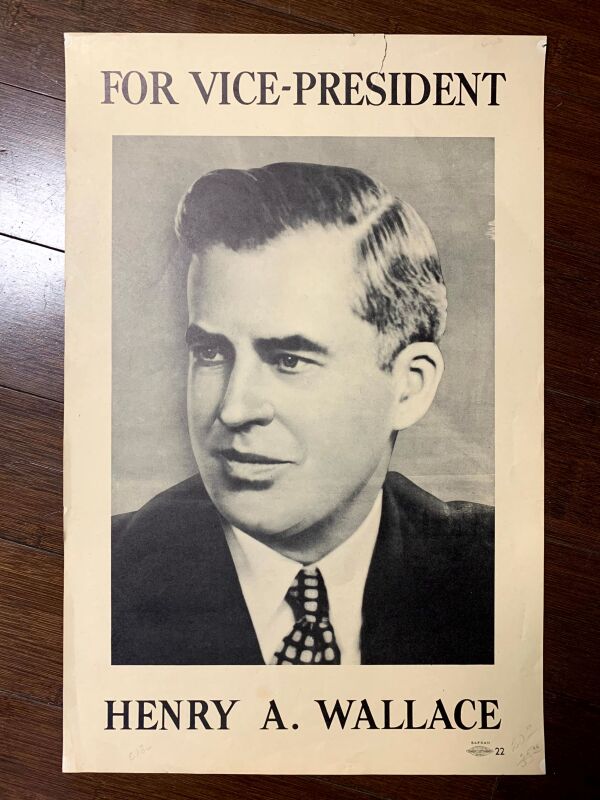 FOR VICE-PRESIDENT
HENRY A. WALLACE
22